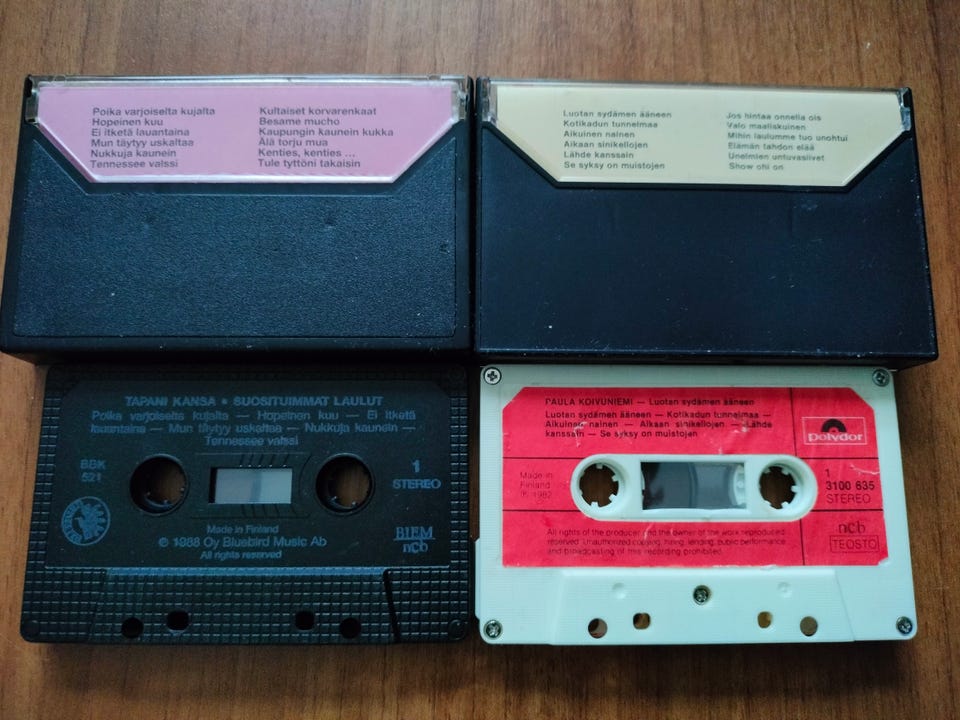 Poika varjoiselta kujalta
Hopeinen kuu
Ei itketä lauantaina
Mun täytyy uskaltaa
Nukkuja kaunein
Tennessee valssi
Kultaiset korvarenkaat
Besame mucho
Kaupungin kaunein kukka
Älä torju mua
Kenties, kenties ...
Tule tyttöni takaisin
Luotan sydämen ääneen
Kotikadun tunnelmaa
Aikuinen nainen
Aikaan sinikellojen
Lähde kanssain
Se syksy on muistojen
Jos hintaa onnella ois
Valo maaliskuinen
Mihin laulumme tuo unohtui
Elämän tahdon elää
Unelmien untuvasiivet
Show ohi on
TAPANI KANSA • SUOSITUIMMAT LAULUT
Poika varjoiselta kujalta — Hopeinen kuu — Ei itketä
lauantaina — Mun täytyy uskaltaa — Nukkuja kaunein —
Tennessee valssi
BBK
521
1
STEREO
Made in Finland
© 1988 Oy Bluebird Music Ab
All rights reserved
BIEM
ncb
PAULA KOIVUNIEMI — Luotan sydämen ääneen
Luotan sydämen ääneen — Kotikadun tunnelmaa —
Aikuinen nainen — Aikaan sinikellojen — Lähde
kanssain — Se syksy on muistojen
polydor
Made in
Finland
℗ 1982
1
3100 635
STEREO
All rights of the producer and the owner of the work reproduced
reserved. Unauthorized copying, hiring, lending, public performance
and broadcasting of this recording prohibited.
ncb
TEOSTO